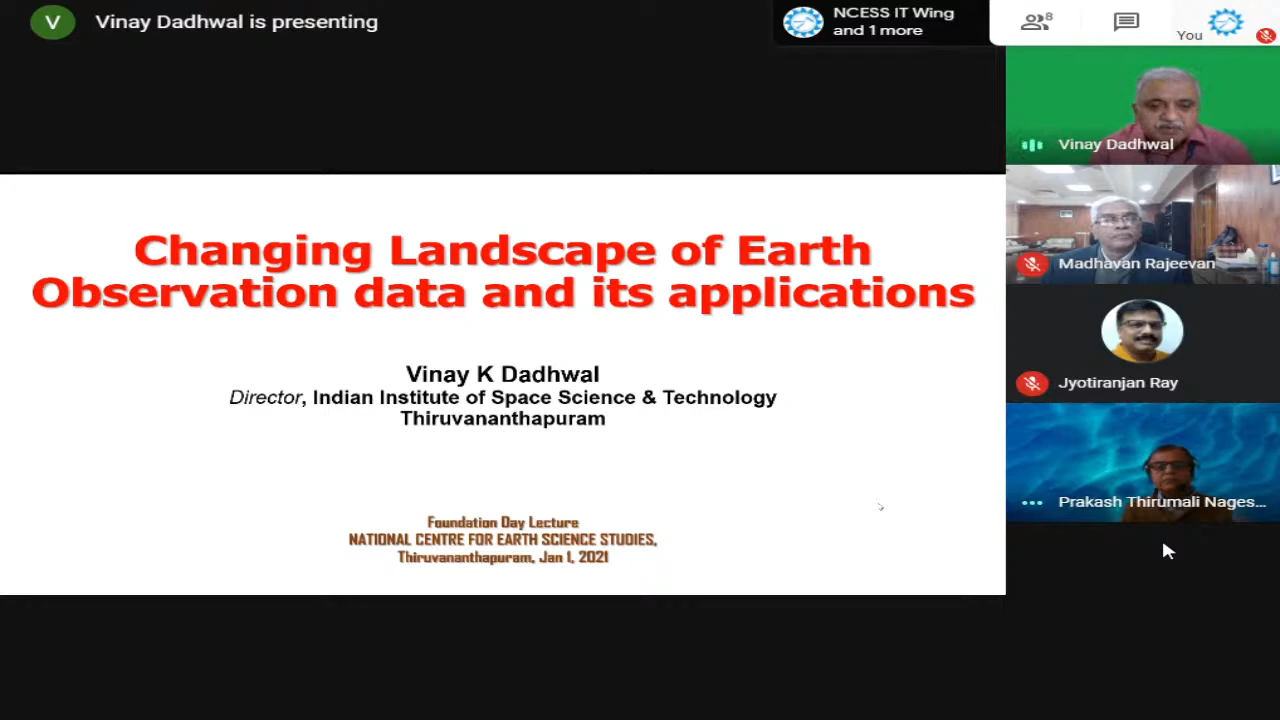 V
Vinay Dadhwal is presenting
NCESS IT Wing
and 1 more
8
You
Vinay Dadhwal
Madhavan Rajeevan
Jyotiranjan Ray
Prakash Thirumali Nages...
Changing Landscape of Earth
Observation data and its applications
Vinay K Dadhwal
Director, Indian Institute of Space Science & Technology
Thiruvananthapuram
Foundation Day Lecture
NATIONAL CENTRE FOR EARTH SCIENCE STUDIES,
Thiruvananthapuram, Jan 1, 2021